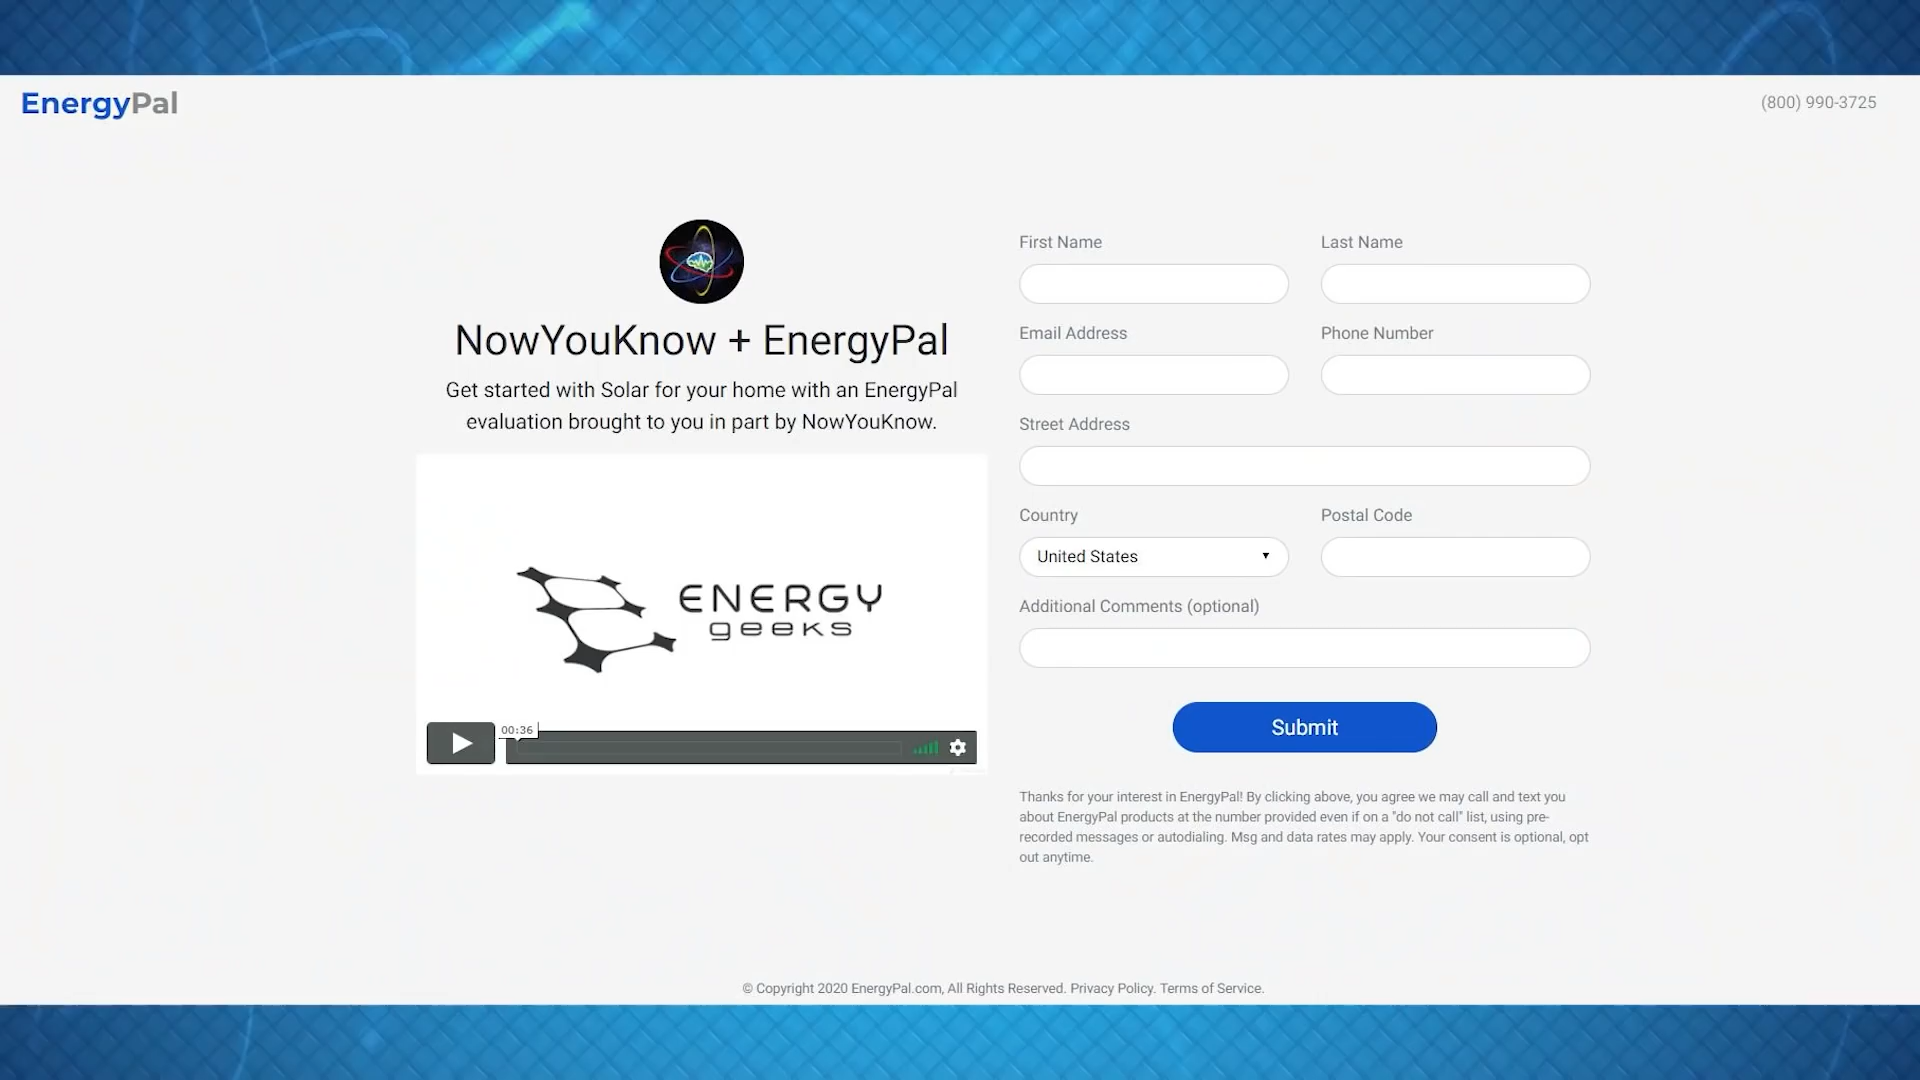 EnergyPal
(800) 990-3725
NowYouKnow + EnergyPal
Get started with Solar for your home with an EnergyPal
evaluation brought to you in part by NowYouKnow.
ENERGY
geeks
00:36
First Name
Last Name
Email Address
Phone Number
Street Address
Country
Postal Code
United States
Additional Comments (optional)
Submit
Thanks for your interest in EnergyPal! By clicking above, you agree we may call and text you
about EnergyPal products at the number provided even if on a "do not call" list, using pre-
recorded messages or autodialing. Msg and data rates may apply. Your consent is optional, opt
out anytime.
© Copyright 2020 EnergyPal.com, All Rights Reserved. Privacy Policy. Terms of Service.